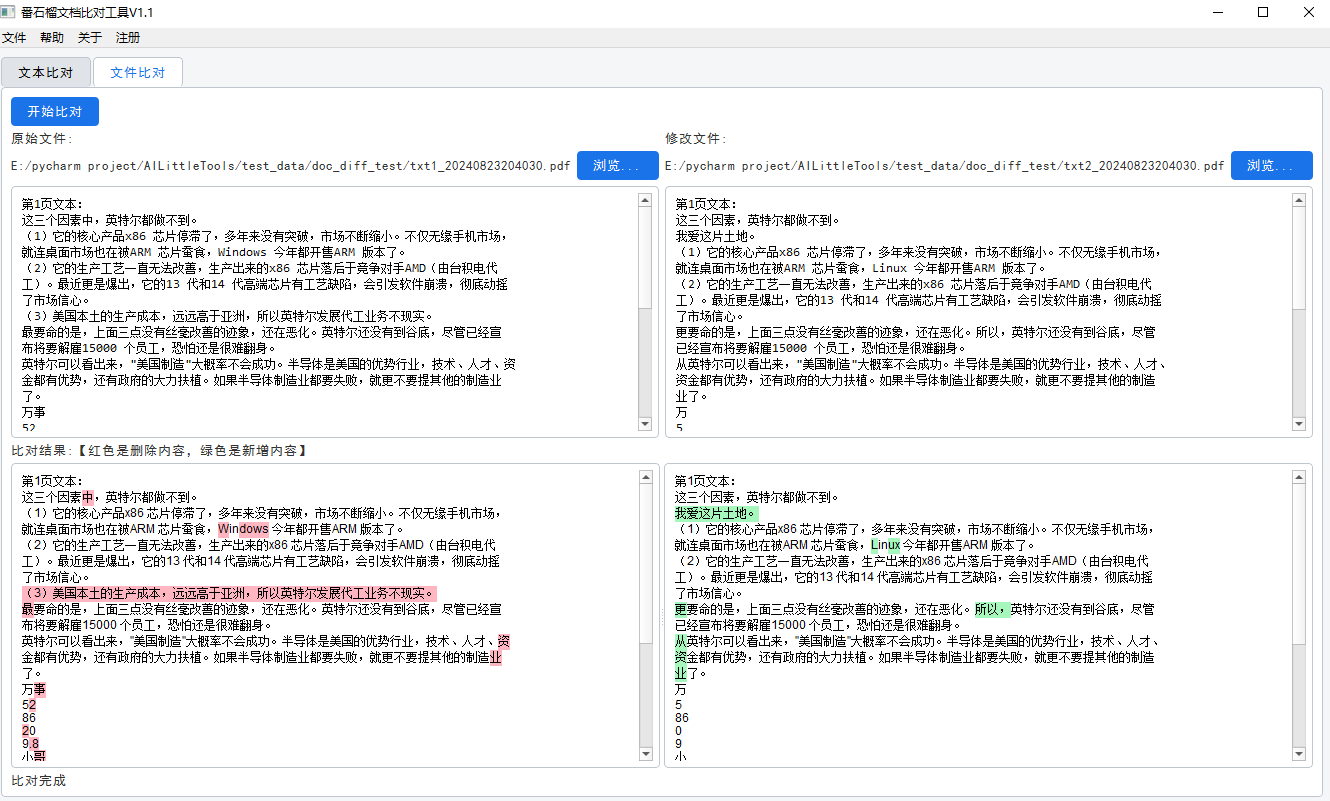 番石榴文档比对工具V1.1
文件 帮助 关于 注册
文本比对 文件比对
开始比对
原始文件:
E:/pycharm project/AILittleTools/test_data/doc_diff_test/txt1_20240823204030.pdf 浏览...
修改文件:
E:/pycharm project/AILittleTools/test_data/doc_diff_test/txt2_20240823204030.pdf 浏览...
第1页文本:
这三个因素中，英特尔都做不到。
（1）它的核心产品x86 芯片停滞了，多年来没有突破，市场不断缩小。不仅无缘手机市场，
就连桌面市场也在被ARM 芯片蚕食，Windows 今年都开售ARM 版本了。
（2）它的生产工艺一直无法改善，生产出来的x86 芯片落后于竞争对手AMD（由台积电代
工）。最近更是爆出，它的13 代和14 代高端芯片有工艺缺陷，会引发软件崩溃，彻底动摇
了市场信心。
（3）美国本土的生产成本，远远高于亚洲，所以英特尔发展代工业务不现实。
最要命的是，上面三点没有丝毫改善的迹象，还在恶化。英特尔还没有到谷底，尽管已经宣
布将要解雇15000 个员工，恐怕还是很难翻身。
英特尔可以看出来，"美国制造"大概率不会成功。半导体是美国的优势行业，技术、人才、资
金都有优势，还有政府的大力扶植。如果半导体制造业都要失败，就更不要提其他的制造业
了。
万事
52
第1页文本:
这三个因素，英特尔都做不到。
我爱这片土地。
（1）它的核心产品x86 芯片停滞了，多年来没有突破，市场不断缩小。不仅无缘手机市场，
就连桌面市场也在被ARM 芯片蚕食，Linux 今年都开售ARM 版本了。
（2）它的生产工艺一直无法改善，生产出来的x86 芯片落后于竞争对手AMD（由台积电代
工）。最近更是爆出，它的13 代和14 代高端芯片有工艺缺陷，会引发软件崩溃，彻底动摇
了市场信心。
更要命的是，上面三点没有丝毫改善的迹象，还在恶化。所以，英特尔还没有到谷底，尽管
已经宣布将要解雇15000 个员工，恐怕还是很难翻身。
从英特尔可以看出来，"美国制造"大概率不会成功。半导体是美国的优势行业，技术、人才、
资金都有优势，还有政府的大力扶植。如果半导体制造业都要失败，就更不要提其他的制造
业了。
万
5
比对结果:【红色是删除内容，绿色是新增内容】
第1页文本:
这三个因素中，英特尔都做不到。
（1）它的核心产品x86 芯片停滞了，多年来没有突破，市场不断缩小。不仅无缘手机市场，
就连桌面市场也在被ARM 芯片蚕食，Windows 今年都开售ARM 版本了。
（2）它的生产工艺一直无法改善，生产出来的x86 芯片落后于竞争对手AMD（由台积电代
工）。最近更是爆出，它的13 代和14 代高端芯片有工艺缺陷，会引发软件崩溃，彻底动摇
了市场信心。
（3）美国本土的生产成本，远远高于亚洲，所以英特尔发展代工业务不现实。
最要命的是，上面三点没有丝毫改善的迹象，还在恶化。英特尔还没有到谷底，尽管已经宣
布将要解雇15000 个员工，恐怕还是很难翻身。
英特尔可以看出来，"美国制造"大概率不会成功。半导体是美国的优势行业，技术、人才、资
金都有优势，还有政府的大力扶植。如果半导体制造业都要失败，就更不要提其他的制造业
了。
万事
52
86
20
9.8
小哥
第1页文本:
这三个因素，英特尔都做不到。
我爱这片土地。
（1）它的核心产品x86 芯片停滞了，多年来没有突破，市场不断缩小。不仅无缘手机市场，
就连桌面市场也在被ARM 芯片蚕食，Linux 今年都开售ARM 版本了。
（2）它的生产工艺一直无法改善，生产出来的x86 芯片落后于竞争对手AMD（由台积电代
工）。最近更是爆出，它的13 代和14 代高端芯片有工艺缺陷，会引发软件崩溃，彻底动摇
了市场信心。
更要命的是，上面三点没有丝毫改善的迹象，还在恶化。所以，英特尔还没有到谷底，尽管
已经宣布将要解雇15000 个员工，恐怕还是很难翻身。
从英特尔可以看出来，"美国制造"大概率不会成功。半导体是美国的优势行业，技术、人才、
资金都有优势，还有政府的大力扶植。如果半导体制造业都要失败，就更不要提其他的制造
业了。
万
5
86
0
9
小
比对完成